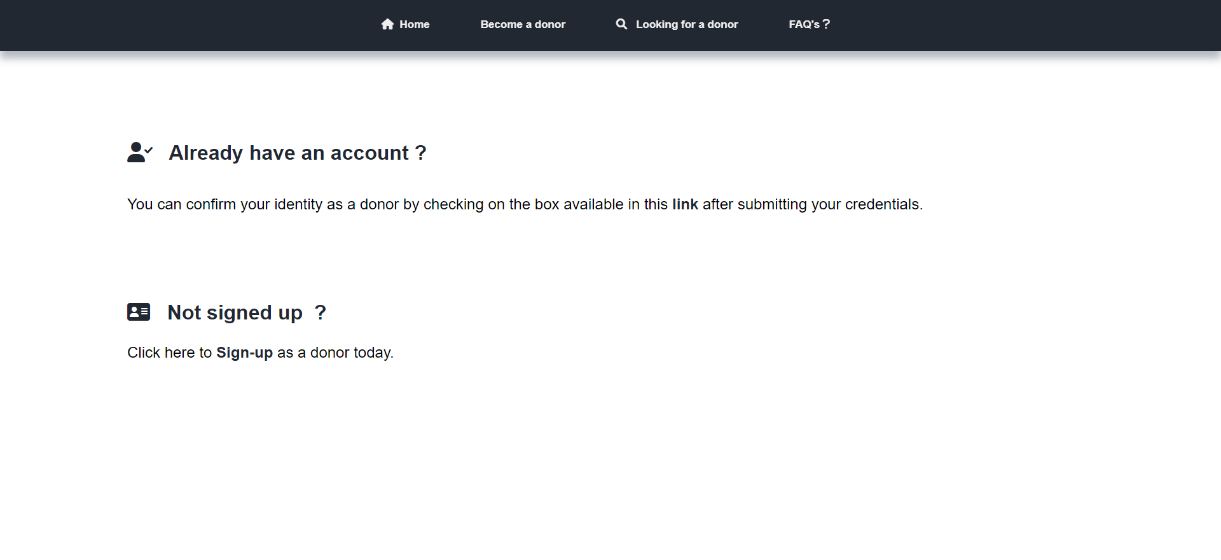 Home Become a donor Looking for a donor FAQ's ?
Already have an account ?
You can confirm your identity as a donor by checking on the box available in this link after submitting your credentials.
Not signed up ?
Click here to Sign-up as a donor today.